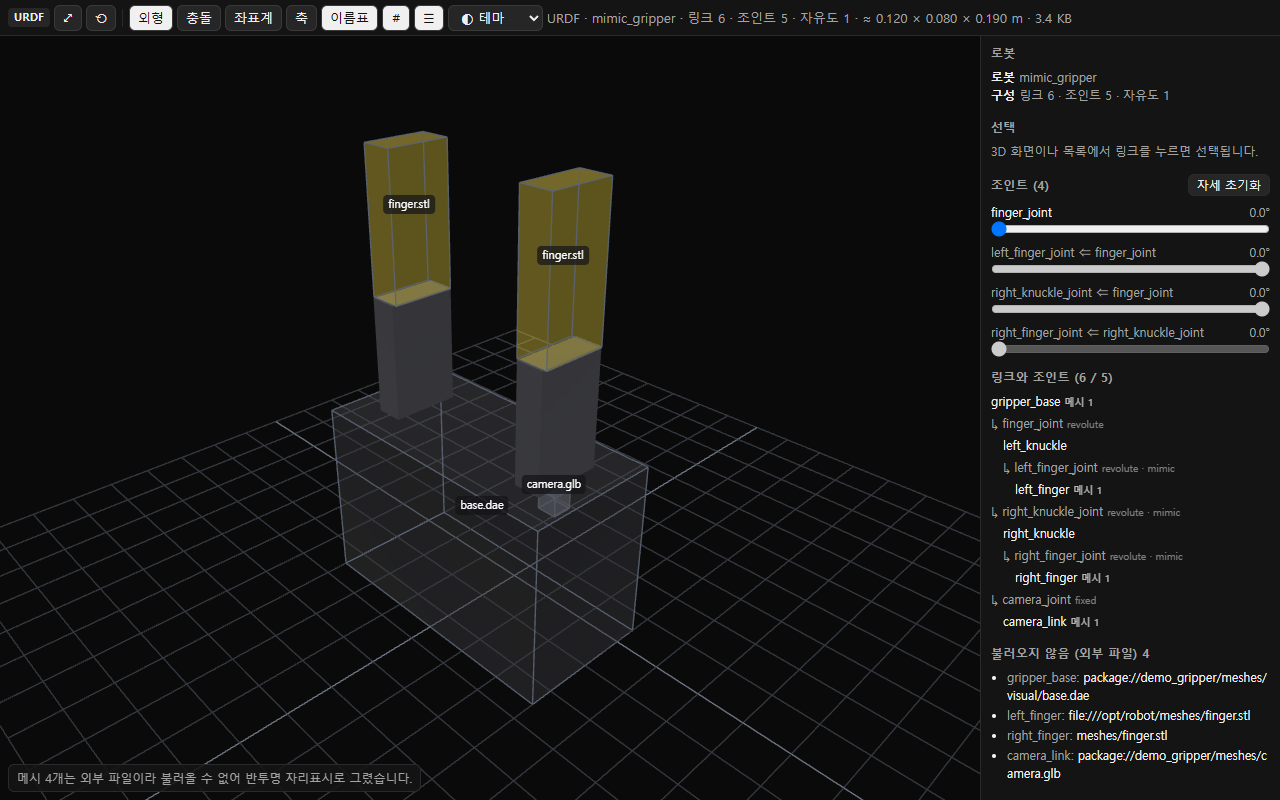 URDF ⤢ ⟲ 외형 충돌 좌표계 축 이름표 # ☰ ◐ 테마 URDF · mimic_gripper · 링크 6 · 조인트 5 · 자유도 1 · ≈ 0.120 × 0.080 × 0.190 m · 3.4 KB
finger.stl
finger.stl
camera.glb
base.dae
메시 4개는 외부 파일이라 불러올 수 없어 반투명 자리표시로 그렸습니다.
로봇
로봇 mimic_gripper
구성 링크 6 · 조인트 5 · 자유도 1
선택
3D 화면이나 목록에서 링크를 누르면 선택됩니다.
조인트 (4) 자세 초기화
finger_joint 0.0°
left_finger_joint ⇐ finger_joint 0.0°
right_knuckle_joint ⇐ finger_joint 0.0°
right_finger_joint ⇐ right_knuckle_joint 0.0°
링크와 조인트 (6 / 5)
gripper_base 메시 1
↳ finger_joint revolute
left_knuckle
↳ left_finger_joint revolute · mimic
left_finger 메시 1
↳ right_knuckle_joint revolute · mimic
right_knuckle
↳ right_finger_joint revolute · mimic
right_finger 메시 1
↳ camera_joint fixed
camera_link 메시 1
불러오지 않음 (외부 파일) 4
• gripper_base: package://demo_gripper/meshes/
visual/base.dae
• left_finger: file:///opt/robot/meshes/finger.stl
• right_finger: meshes/finger.stl
• camera_link: package://demo_gripper/meshes/c
amera.glb